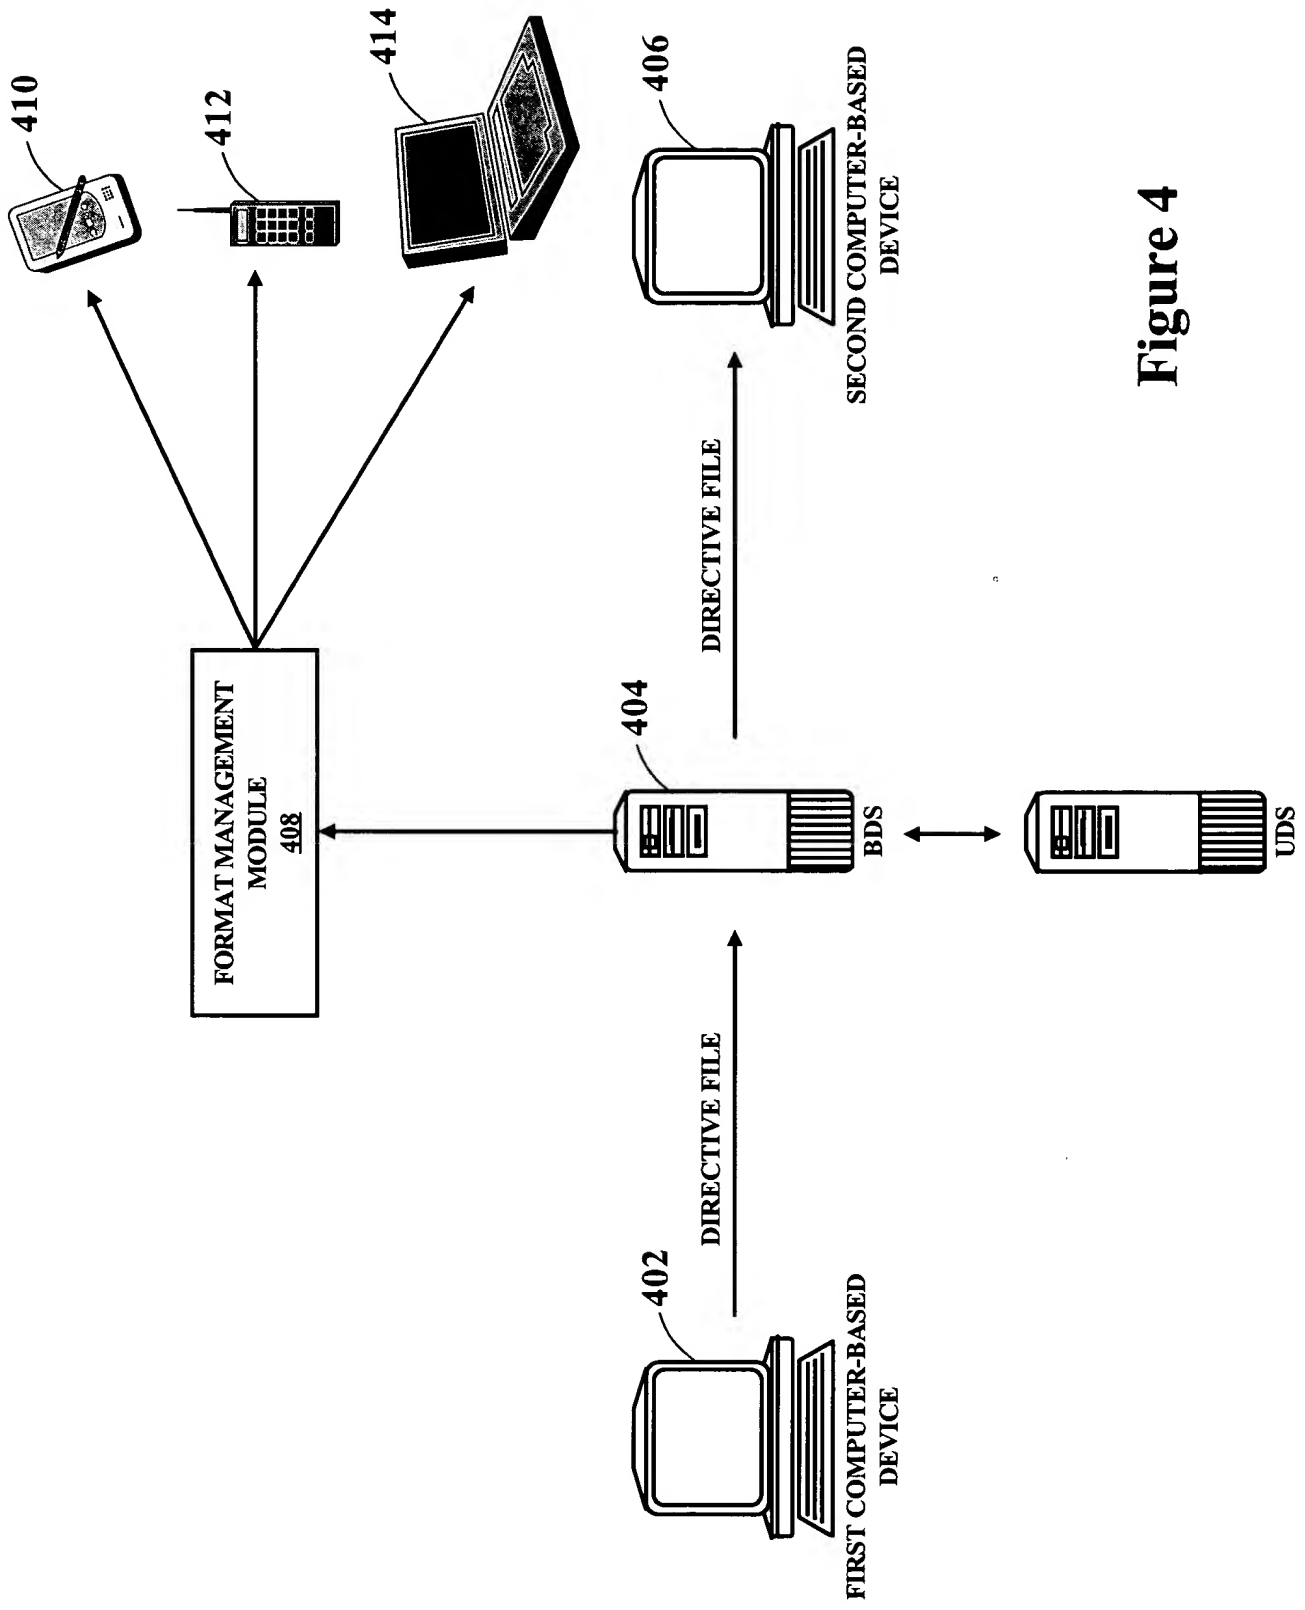 410
412
414
FORMAT MANAGEMENT
MODULE
408
402
404
406
DIRECTIVE FILE
DIRECTIVE FILE
FIRST COMPUTER-BASED
DEVICE
BDS
SECOND COMPUTER-BASED
DEVICE
UDS
Figure 4